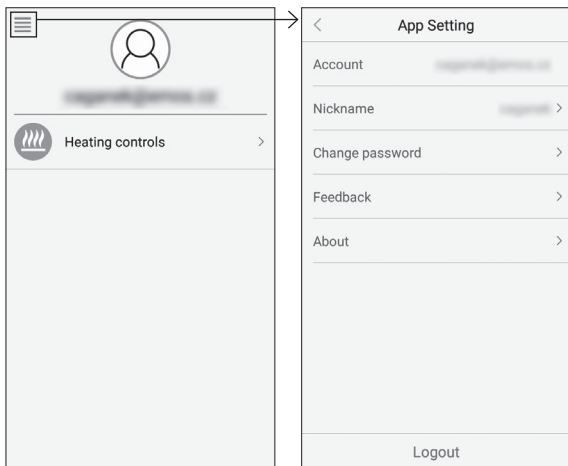 Heating controls
App Setting
Account
Nickname
Change password
Feedback
About
Logout